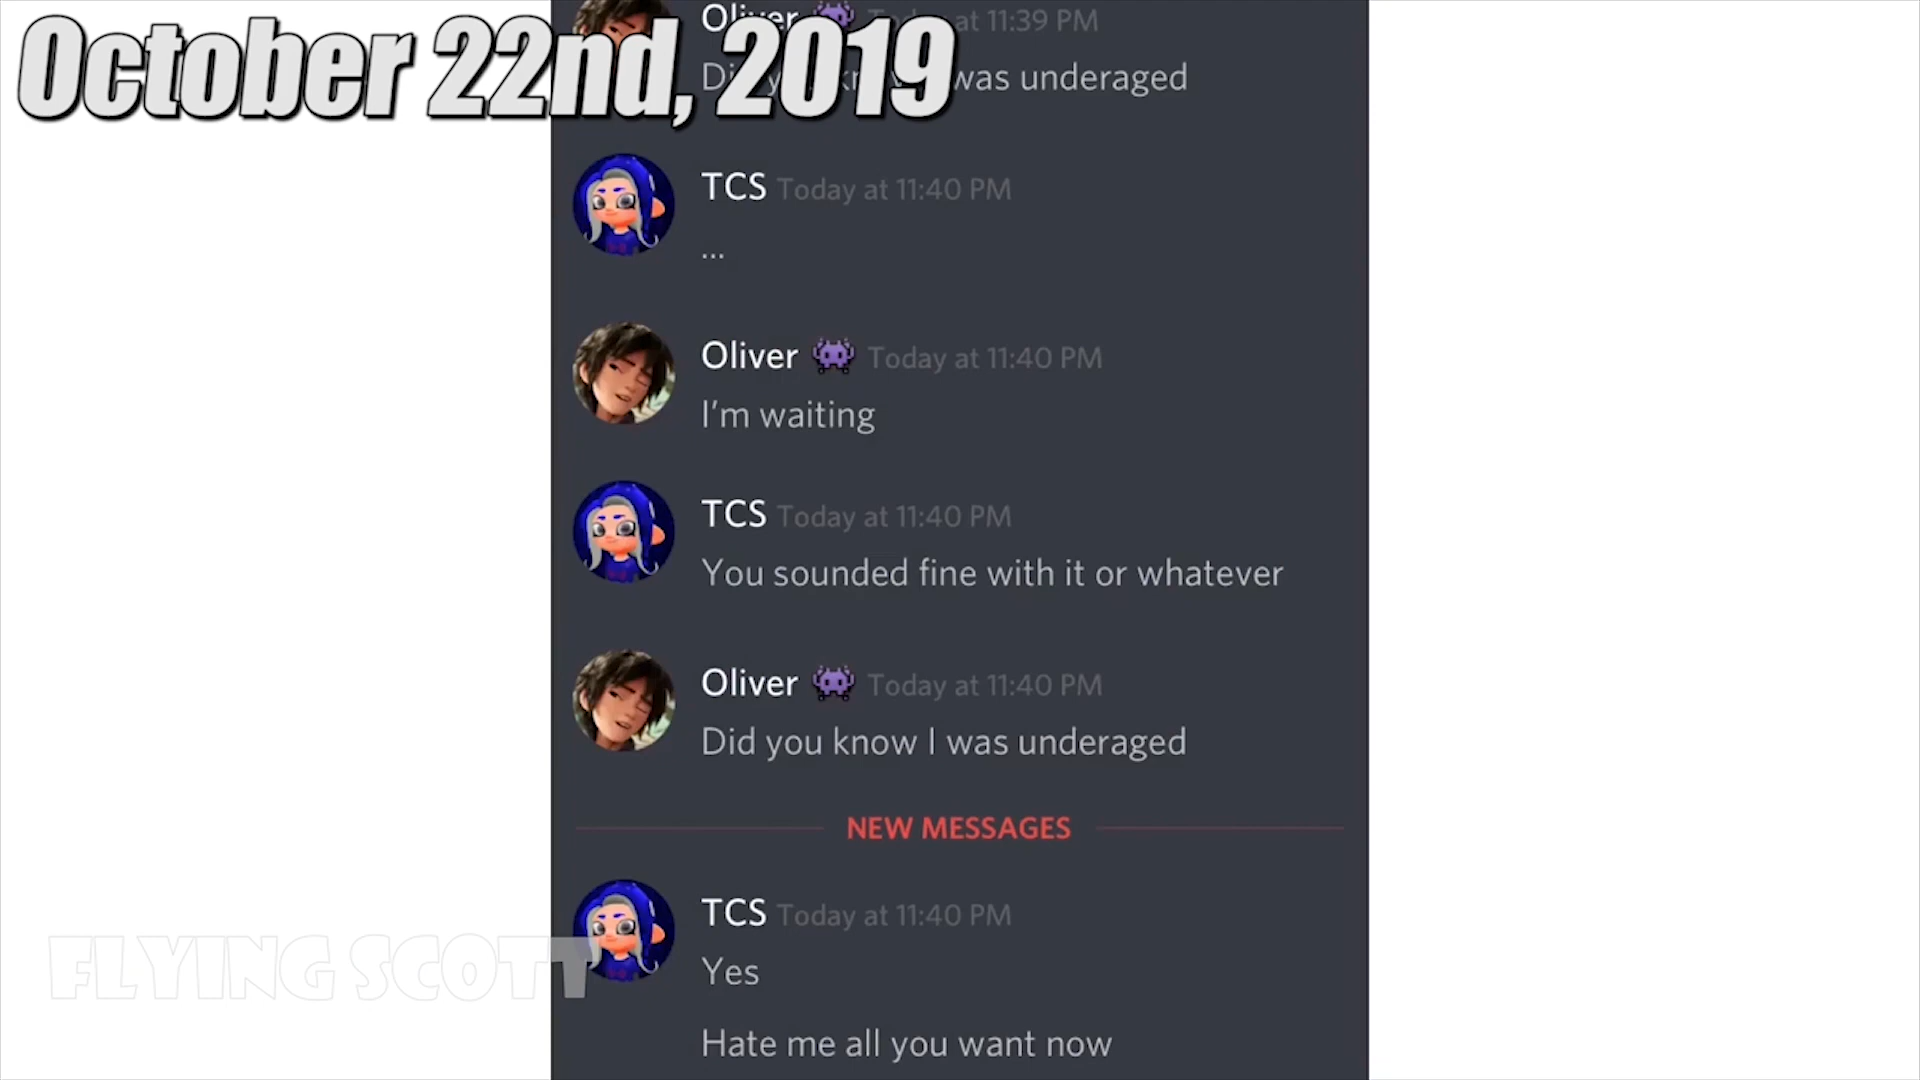 October 22nd, 2019
Oliver Today at 11:39 PM
was underaged
TCS Today at 11:40 PM
...
Oliver Today at 11:40 PM
I'm waiting
TCS Today at 11:40 PM
You sounded fine with it or whatever
Oliver Today at 11:40 PM
Did you know I was underaged
NEW MESSAGES
TCS Today at 11:40 PM
Yes
FLYING SCOTT
Hate me all you want now